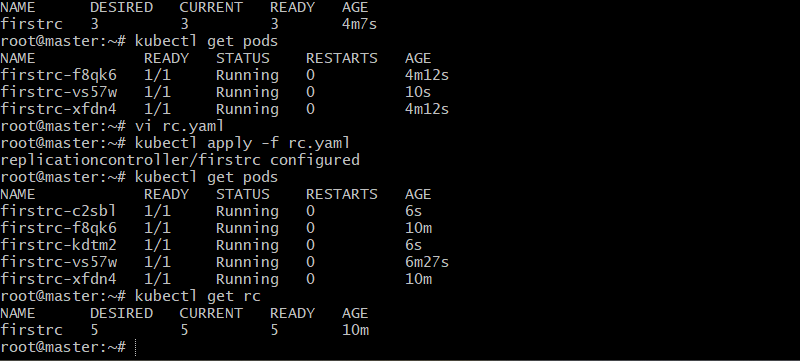 NAME DESIRED CURRENT READY AGE
firstrc 3 3 3 4m7s
root@master:~# kubectl get pods
NAME READY STATUS RESTARTS AGE
firstrc-f8qk6 1/1 Running 0 4m12s
firstrc-vs57w 1/1 Running 0 10s
firstrc-xfdn4 1/1 Running 0 4m12s
root@master:~# vi rc.yaml
root@master:~# kubectl apply -f rc.yaml
replicationcontroller/firstrc configured
root@master:~# kubectl get pods
NAME READY STATUS RESTARTS AGE
firstrc-c2sbl 1/1 Running 0 6s
firstrc-f8qk6 1/1 Running 0 10m
firstrc-kdtm2 1/1 Running 0 6s
firstrc-vs57w 1/1 Running 0 6m27s
firstrc-xfdn4 1/1 Running 0 10m
root@master:~# kubectl get rc
NAME DESIRED CURRENT READY AGE
firstrc 5 5 5 10m
root@master:~#